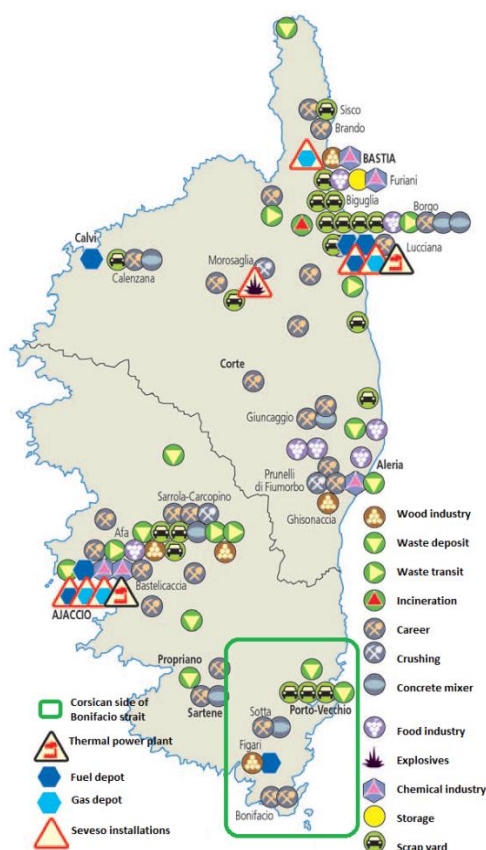 Sisco
Brando
BASTIA
Furiani
Biguglia
Borgo
Lucciana
Calvi
Calenzana
Morosaglia
Corte
Giuncaggio
Aleria
Prunelli
di Fiumorbo
Ghisonaccia
Sarrola-Carcopino
Afa
Bastelicaccia
AJACCIO
Propriano
Sartene
Porto-Vecchio
Sotta
Figari
Bonifacio
Corsican side of
Bonifacio strait
Thermal power plant
Fuel depot
Gas depot
Seveso installations
Wood industry
Waste deposit
Waste transit
Incineration
Career
Crushing
Concrete mixer
Food industry
Explosives
Chemical industry
Storage
Scrap yard